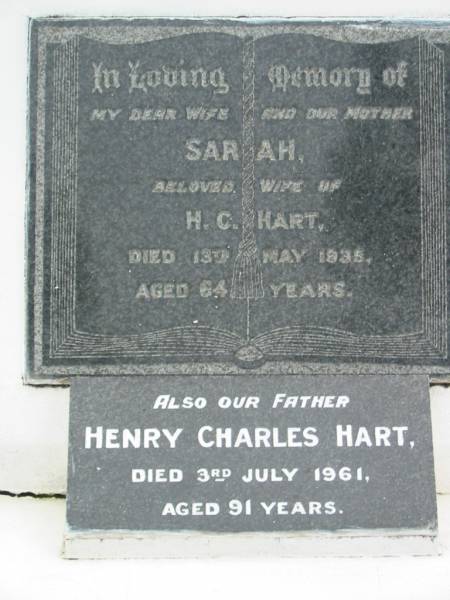 In Loving Memory of
MY DEAR WIFE AND OUR MOTHER
SARAH,
BELOVED WIFE OF
H. C. HART,
DIED 13TH MAY 1935,
AGED 64 YEARS.
ALSO OUR FATHER
HENRY CHARLES HART,
DIED 3RD JULY 1961,
AGED 91 YEARS.